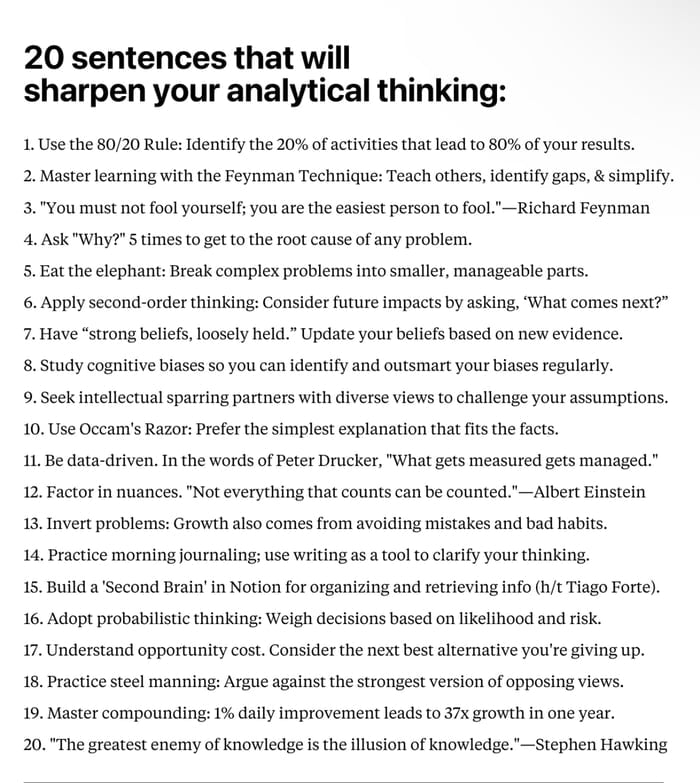 20 sentences that will
sharpen your analytical thinking:
1. Use the 80/20 Rule: Identify the 20% of activities that lead to 80% of your results.
2. Master learning with the Feynman Technique: Teach others, identify gaps, & simplify.
3. "You must not fool yourself; you are the easiest person to fool."—Richard Feynman
4. Ask "Why?" 5 times to get to the root cause of any problem.
5. Eat the elephant: Break complex problems into smaller, manageable parts.
6. Apply second-order thinking: Consider future impacts by asking, ‘What comes next?”
7. Have “strong beliefs, loosely held.” Update your beliefs based on new evidence.
8. Study cognitive biases so you can identify and outsmart your biases regularly.
9. Seek intellectual sparring partners with diverse views to challenge your assumptions.
10. Use Occam's Razor: Prefer the simplest explanation that fits the facts.
11. Be data-driven. In the words of Peter Drucker, "What gets measured gets managed."
12. Factor in nuances. "Not everything that counts can be counted."—Albert Einstein
13. Invert problems: Growth also comes from avoiding mistakes and bad habits.
14. Practice morning journaling; use writing as a tool to clarify your thinking.
15. Build a 'Second Brain' in Notion for organizing and retrieving info (h/t Tiago Forte).
16. Adopt probabilistic thinking: Weigh decisions based on likelihood and risk.
17. Understand opportunity cost. Consider the next best alternative you're giving up.
18. Practice steel manning: Argue against the strongest version of opposing views.
19. Master compounding: 1% daily improvement leads to 37x growth in one year.
20. "The greatest enemy of knowledge is the illusion of knowledge."—Stephen Hawking